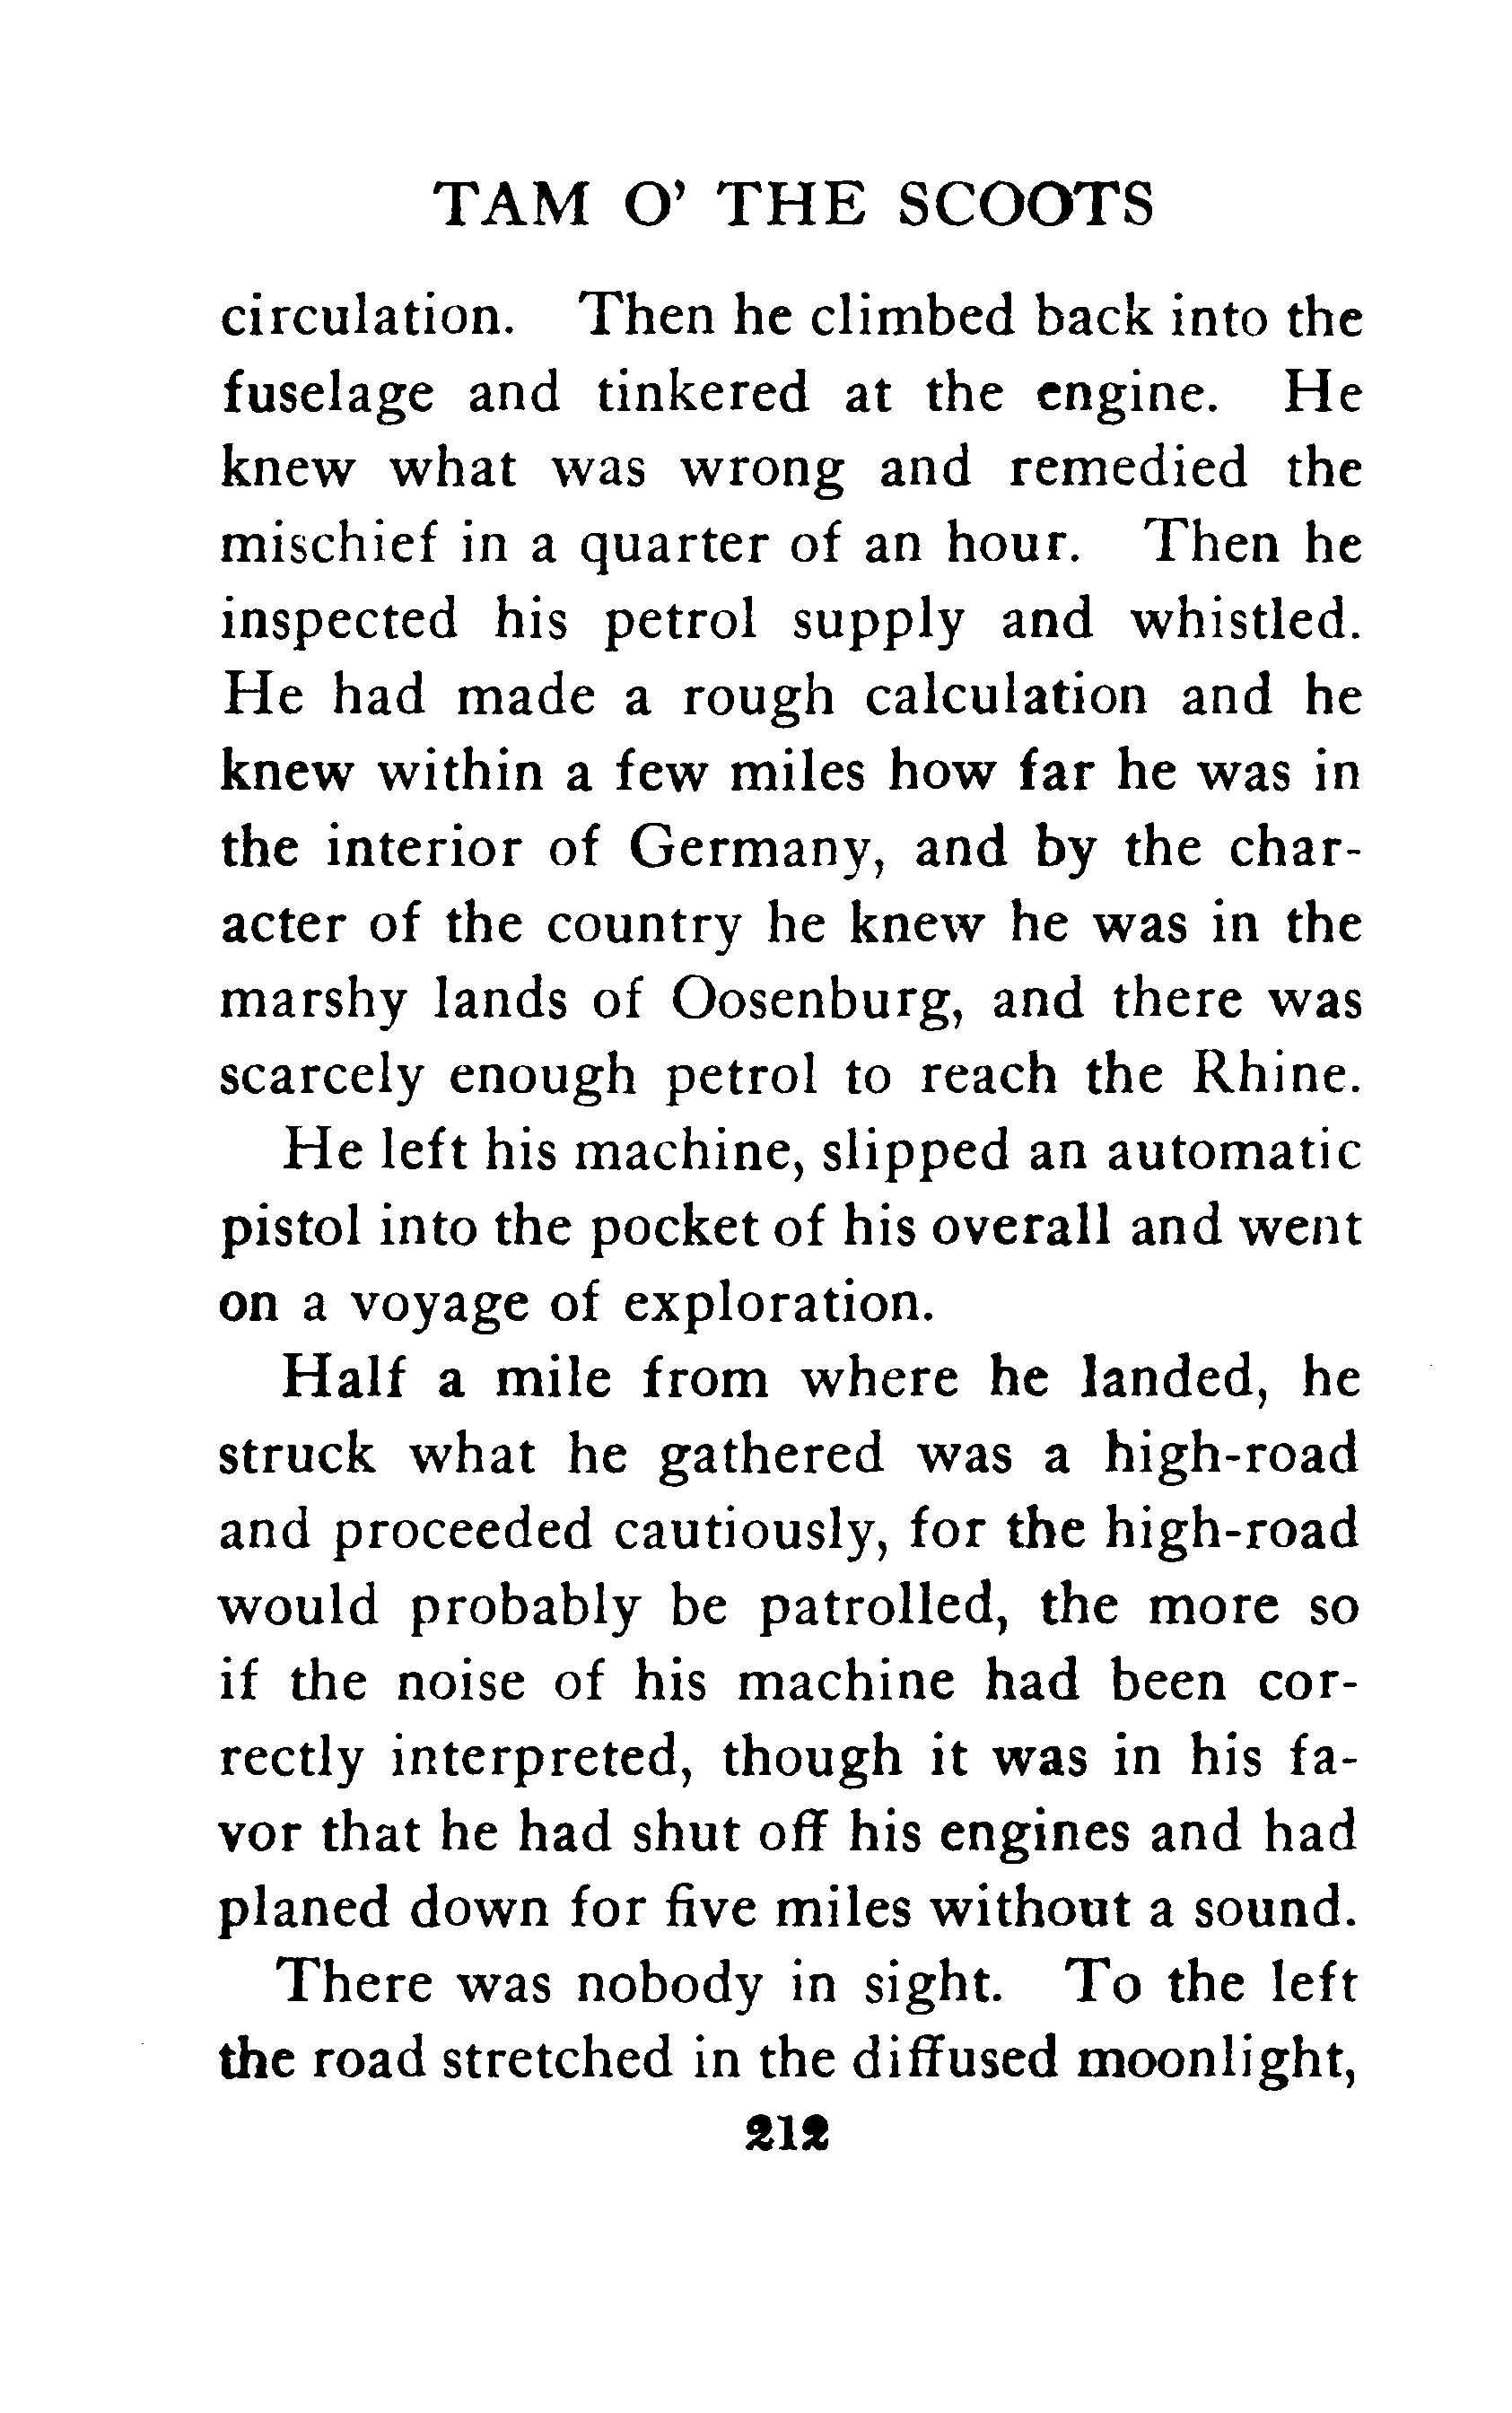 TAM O' THE SCOOTS
circulation. Then he climbed back into the
fuselage and tinkered at the engine. He
knew what was wrong and remedied the
mischief in a quarter of an hour. Then he
inspected his petrol supply and whistled.
He had made a rough calculation and he
knew within a few miles how far he was in
the interior of Germany, and by the char-
acter of the country he knew he was in the
marshy lands of Oosenburg, and there was
scarcely enough petrol to reach the Rhine.
He left his machine, slipped an automatic
pistol into the pocket of his overall and went
on a voyage of exploration.
Half a mile from where he landed, he
struck what he gathered was a high-road
and proceeded cautiously, for the high-road
would probably be patrolled, the more so
if the noise of his machine had been cor-
rectly interpreted, though it was in his fa-
vor that he had shut off his engines and had
planed down for five miles without a sound.
There was nobody in sight. To the left
the road stretched in the diffused moonlight,
212